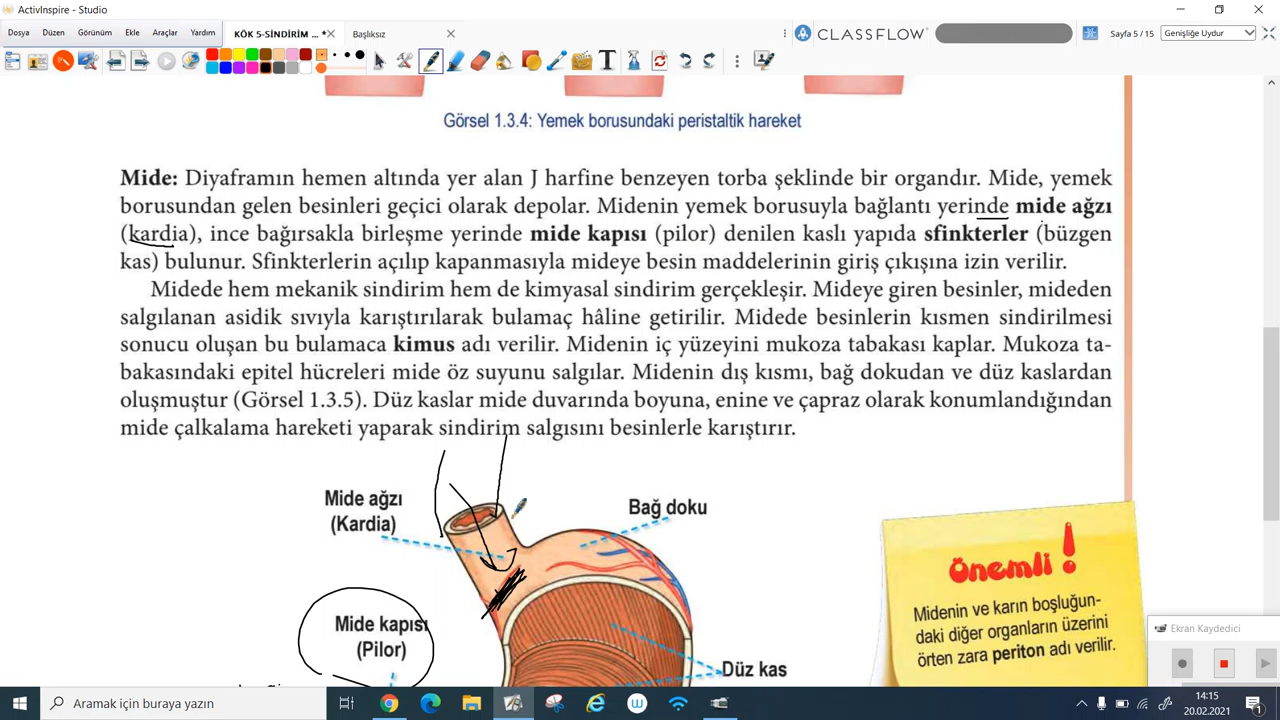 ActivInspire - Studio
Dosya Düzen Görünüm Ekle Araçlar Yardım KÖK 5-SİNDİRİM ...* Başlıksız CLASSFLOW Sayfa 5 / 15 Genişliğe Uydur
Görsel 1.3.4: Yemek borusundaki peristaltik hareket
Mide: Diyaframın hemen altında yer alan J harfine benzeyen torba şeklinde bir organdır. Mide, yemek
borusundan gelen besinleri geçici olarak depolar. Midenin yemek borusuyla bağlantı yerinde mide ağzı
(kardia), ince bağırsakla birleşme yerinde mide kapısı (pilor) denilen kaslı yapıda sfinkterler (büzgen
kas) bulunur. Sfinkterlerin açılıp kapanmasıyla mideye besin maddelerinin giriş çıkışına izin verilir.
Midede hem mekanik sindirim hem de kimyasal sindirim gerçekleşir. Mideye giren besinler, mideden
salgılanan asidik sıvıyla karıştırılarak bulamaç hâline getirilir. Midede besinlerin kısmen sindirilmesi
sonucu oluşan bu bulamaca kimus adı verilir. Midenin iç yüzeyini mukoza tabakası kaplar. Mukoza ta-
bakasındaki epitel hücreleri mide öz suyunu salgılar. Midenin dış kısmı, bağ dokudan ve düz kaslardan
oluşmuştur (Görsel 1.3.5). Düz kaslar mide duvarında boyuna, enine ve çapraz olarak konumlandığından
mide çalkalama hareketi yaparak sindirim salgısını besinlerle karıştırır.
Mide ağzı
(Kardia)
Bağ doku
Mide kapısı
(Pilor)
Düz kas
Önemli !
Midenin ve karın boşluğun-
daki diğer organların üzerini
örten zara periton adı verilir.
Ekran Kaydedici
Aramak için buraya yazın
14:15
20.02.2021